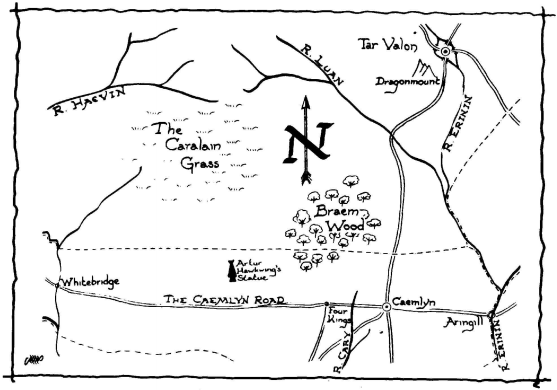 Tar Valon
Dragonmount
R. Luan
R. Haevin
R. Erinin
The
Caralain
Grass
N
Braem
Wood
Artur
Hawkwing's
Statue
Whitebridge
The Caemlyn Road
Four
Kings
Caemlyn
R. Cary
Aringill
R. Erinin